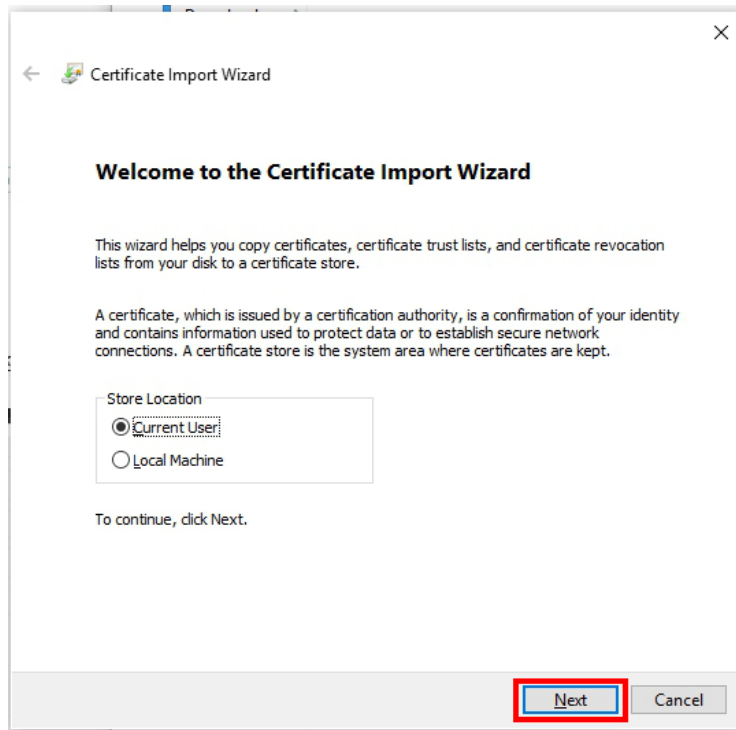 Certificate Import Wizard
Welcome to the Certificate Import Wizard
This wizard helps you copy certificates, certificate trust lists, and certificate revocation
lists from your disk to a certificate store.
A certificate, which is issued by a certification authority, is a confirmation of your identity
and contains information used to protect data or to establish secure network
connections. A certificate store is the system area where certificates are kept.
Store Location
Current User
Local Machine
To continue, click Next.
Next
Cancel